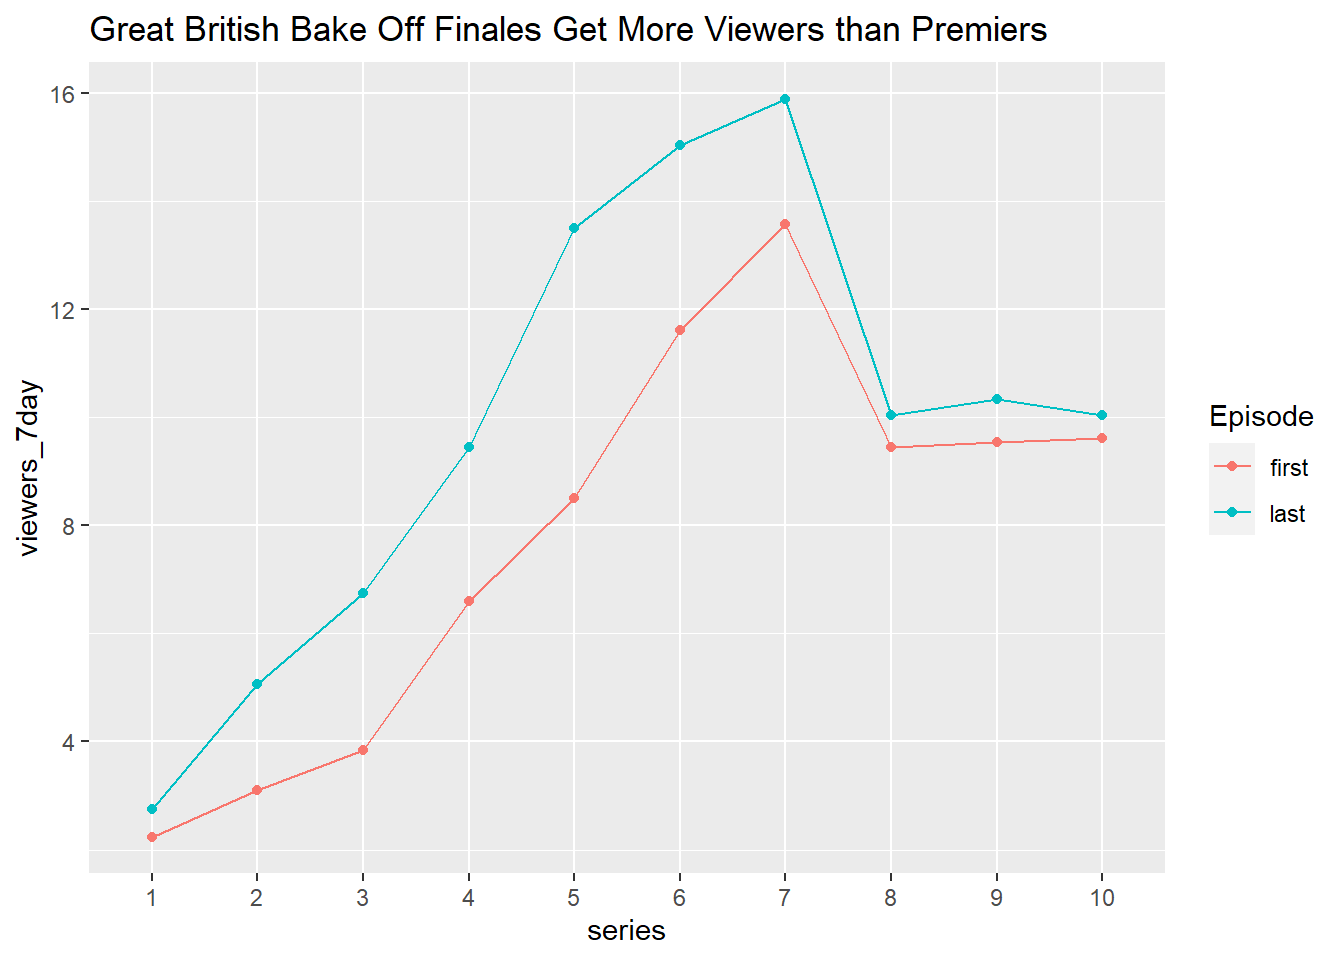 Great British Bake Off Finales Get More Viewers than Premiers
16
12
8
4
viewers_7day
1 2 3 4 5 6 7 8 9 10
series
Episode
first
last